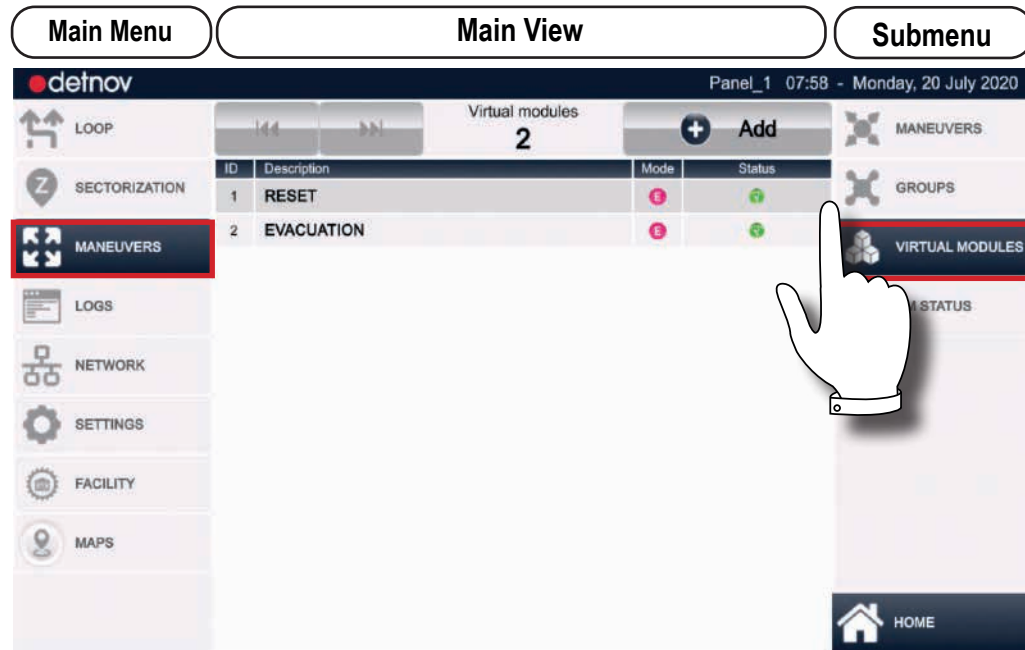 Main Menu
Main View
Submenu
detnov
Panel_1 07:58 - Monday, 20 July 2020
LOOP
SECTORIZATION
MANEUVERS
LOGS
NETWORK
SETTINGS
FACILITY
MAPS
Virtual modules
2
Add
ID Description Mode Status
1 RESET E
2 EVACUATION E
MANEUVERS
GROUPS
VIRTUAL MODULES
STATUS
HOME